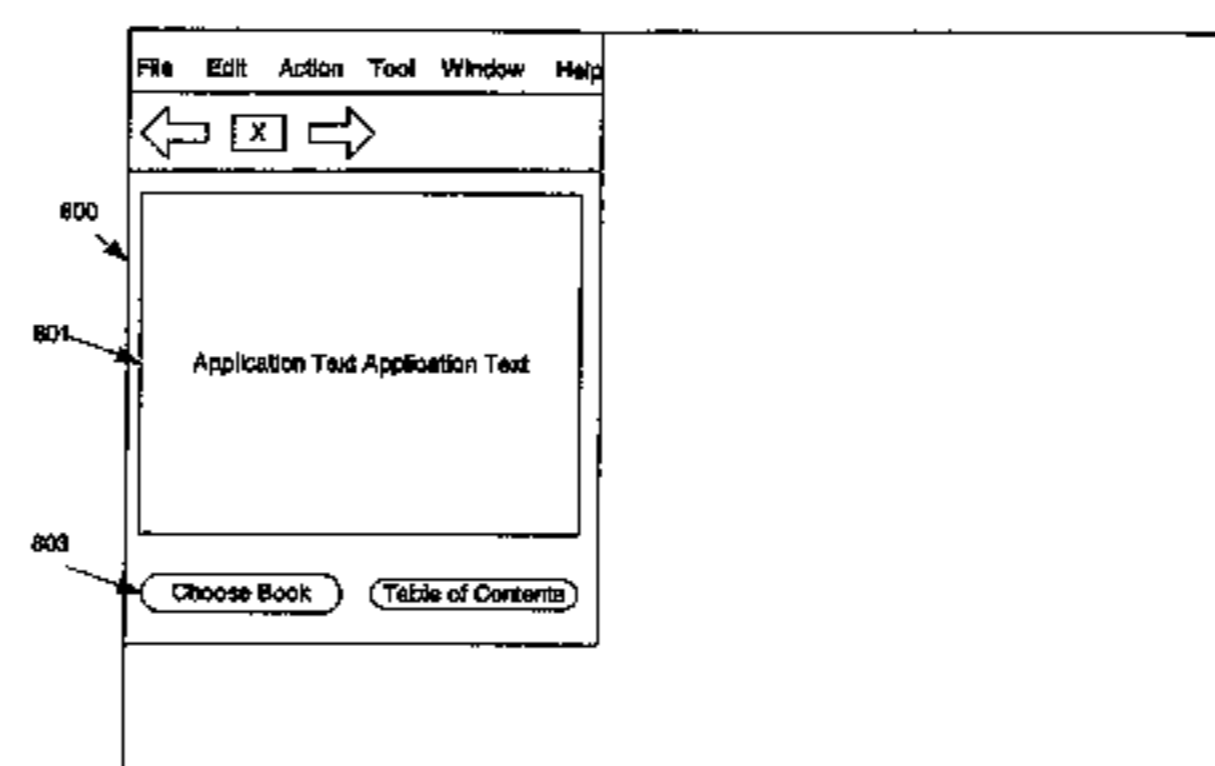 File Edit Action Tool Window Help
X
600
601
Application Text Application Text
603
Choose Book Table of Contents